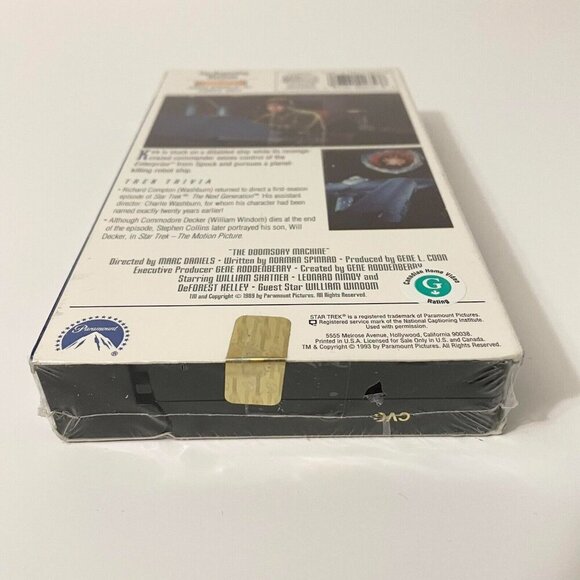 Kirk is stuck on a disabled ship while its revenge-
crazed commander seizes control of the
Enterprise from Spock and pursues a planet-
killing robot ship.
TREK TRIVIA
• Richard Compton (Washburn) returned to direct a first-season
episode of Star Trek™: The Next Generation™. His assistant
director: Charlie Washburn, for whom his character had been
named exactly twenty years earlier!
• Although Commodore Decker (William Windom) dies at the end
of the episode, Stephen Collins later portrayed his son, Will
Decker, in Star Trek – The Motion Picture.
"THE DOOMSDAY MACHINE"
Directed by MARC DANIELS • Written by NORMAN SPINRAD • Produced by GENE L. COON
Executive Producer GENE RODDENBERRY • Created by GENE RODDENBERRY
Starring WILLIAM SHATNER • LEONARD NIMOY and
DeFOREST KELLEY • Guest Star WILLIAM WINDOM
TM and Copyright © 1993 by Paramount Pictures. All Rights Reserved.
Canadian Home Video
G
Rating
Paramount
STAR TREK® is a registered trademark of Paramount Pictures.
Registered service mark of the National Captioning Institute.
Used with permission.
5555 Melrose Avenue, Hollywood, California 90038.
Printed in U.S.A. Licensed for Sale Only in U.S. and Canada.
TM & Copyright © 1993 by Paramount Pictures. All Rights Reserved.
CVC